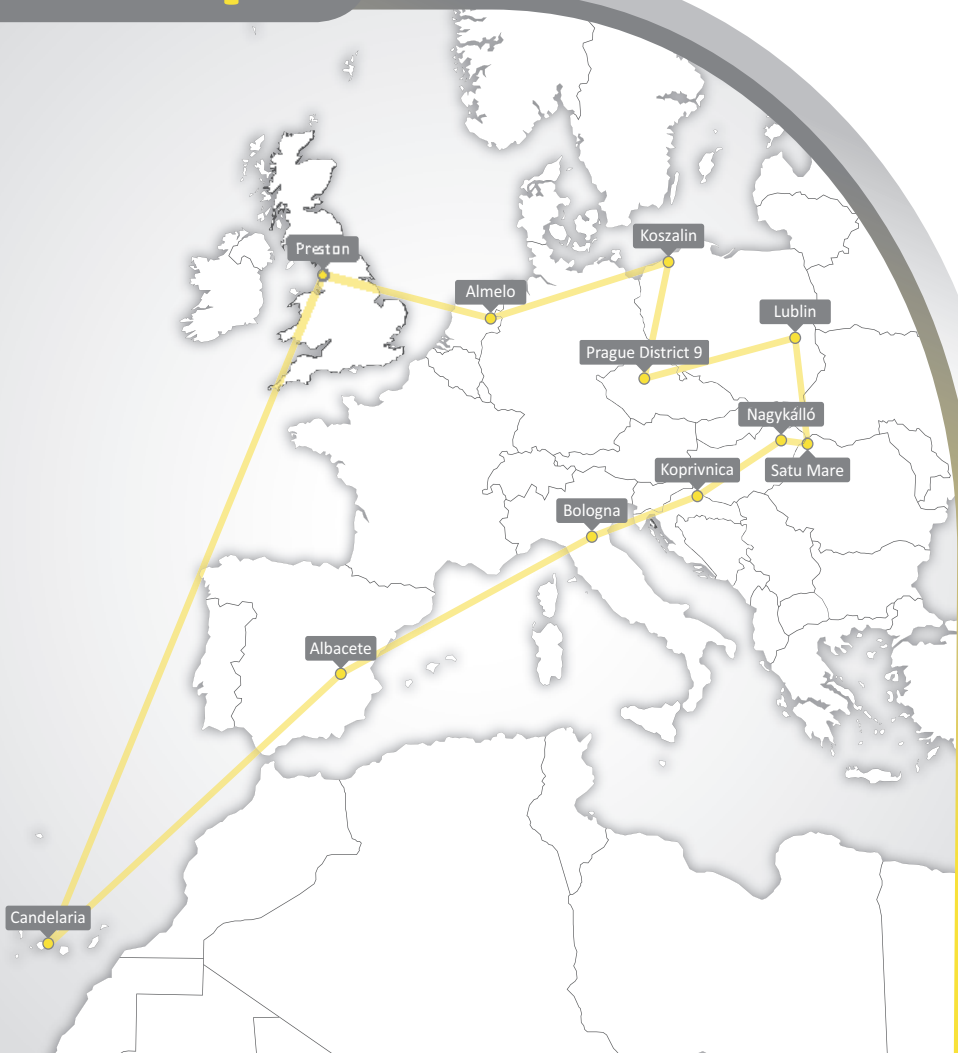 Koszalin
Preston
Almelo
Lublin
Prague District 9
Nagykálló
Koprivnica
Satu Mare
Bologna
Albacete
Candelaria